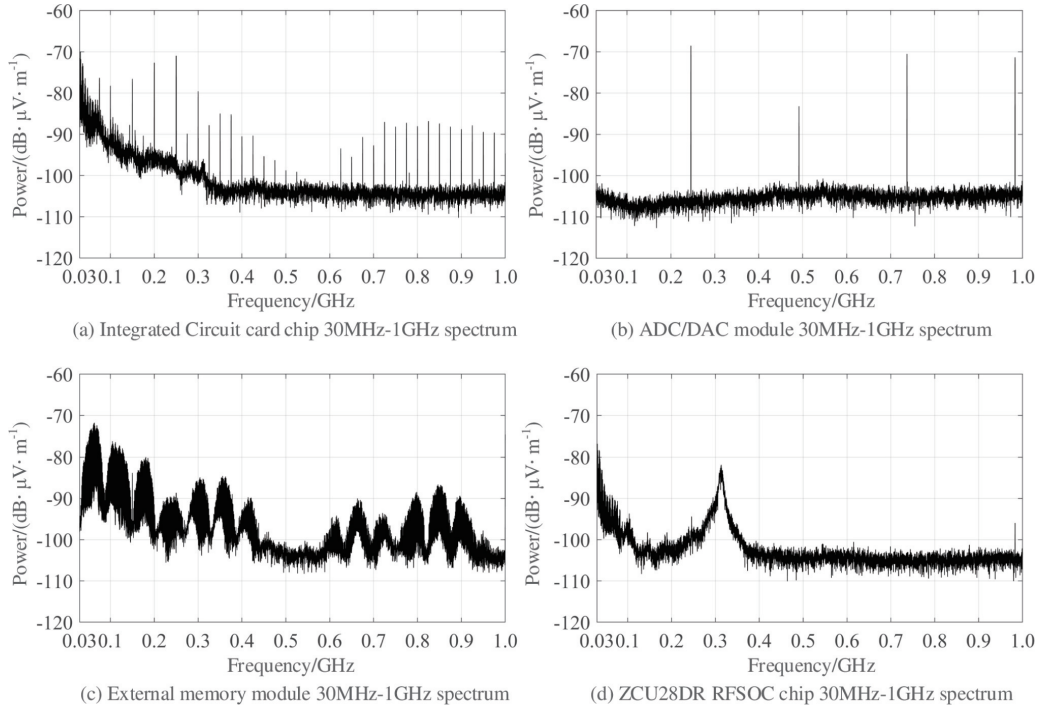 -60
-70
-80
-90
-100
-110
-120
Power/(dB· μV· m⁻¹)
0.03 0.1 0.2 0.3 0.4 0.5 0.6 0.7 0.8 0.9 1.0
Frequency/GHz
(a) Integrated Circuit card chip 30MHz-1GHz spectrum
-60
-70
-80
-90
-100
-110
-120
Power/(dB· μV· m⁻¹)
0.03 0.1 0.2 0.3 0.4 0.5 0.6 0.7 0.8 0.9 1.0
Frequency/GHz
(b) ADC/DAC module 30MHz-1GHz spectrum
-60
-70
-80
-90
-100
-110
-120
Power/(dB· μV· m⁻¹)
0.03 0.1 0.2 0.3 0.4 0.5 0.6 0.7 0.8 0.9 1.0
Frequency/GHz
(c) External memory module 30MHz-1GHz spectrum
-60
-70
-80
-90
-100
-110
-120
Power/(dB· μV· m⁻¹)
0.03 0.1 0.2 0.3 0.4 0.5 0.6 0.7 0.8 0.9 1.0
Frequency/GHz
(d) ZCU28DR RFSOC chip 30MHz-1GHz spectrum